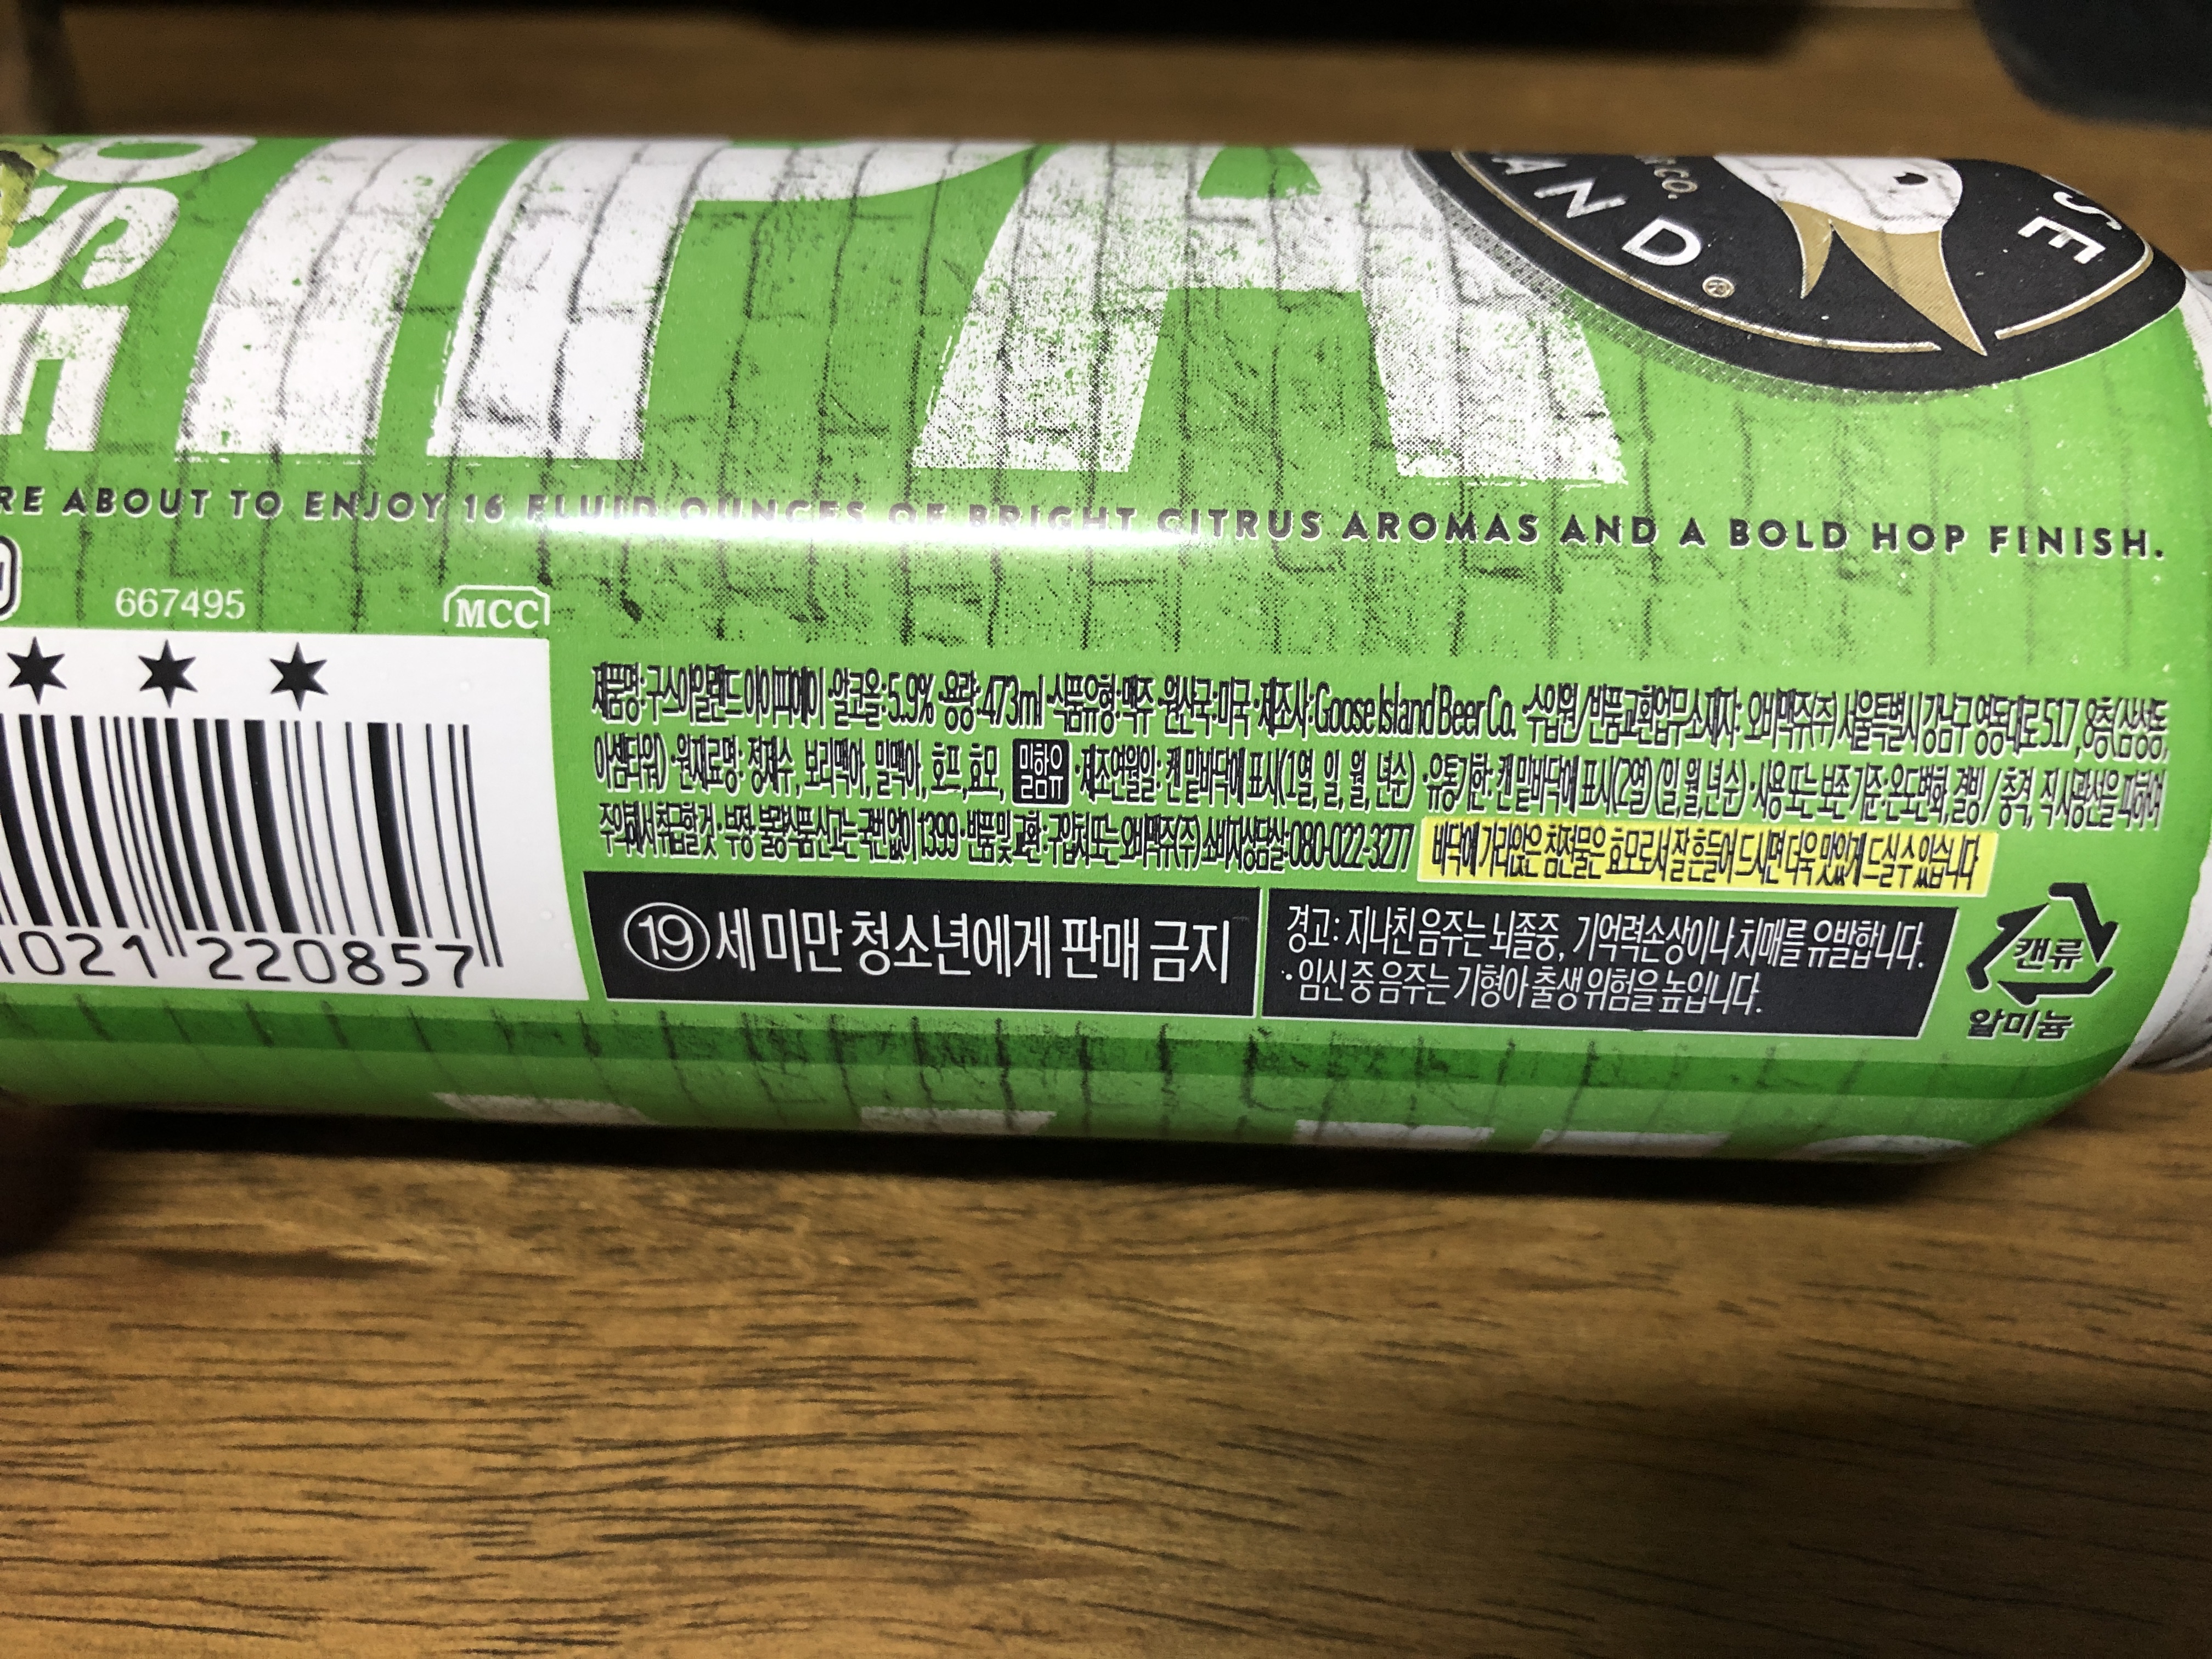 IPA
AND
CO.
SE
RE ABOUT TO ENJOY 16 FLUID OUNCES OF BRIGHT CITRUS AROMAS AND A BOLD HOP FINISH.
667495
MCC
1021 220857
제품명:구스아일랜드 아이피에이 ·알코올:5.9% ·용량:473ml ·식품유형:맥주 ·원산국:미국 ·제조사:Goose Island Beer Co. ·수입원/반품교환업무소재지: 오비맥주(주) 서울특별시 강남구 영동대로 517, 8층(삼성동,
아셈타워) ·원재료명: 정제수, 보리맥아, 밀맥아, 호프, 효모, 밀함유 ·제조연월일: 캔 밑바닥에 표시(1열, 일, 월, 년순) ·유통기한:캔 밑바닥에 표시(2열) (일,월,년순) ·사용 또는 보존 기준:온도변화, 결빙 / 충격, 직사광선을 피하여
주의해서 취급할 것 ·부정·불량식품신고는 국번없이 1399 ·반품 및 교환:구입처 또는 오비맥주(주) 소비자상담실:080-022-3277 바닥에 가라앉은 침전물은 효모로서 잘 흔들어 드시면 더욱 맛있게 드실 수 있습니다
19세 미만 청소년에게 판매 금지
경고: 지나친 음주는 뇌졸중, 기억력손상이나 치매를 유발합니다.
·임신 중 음주는 기형아 출생 위험을 높입니다.
캔류
알미늄